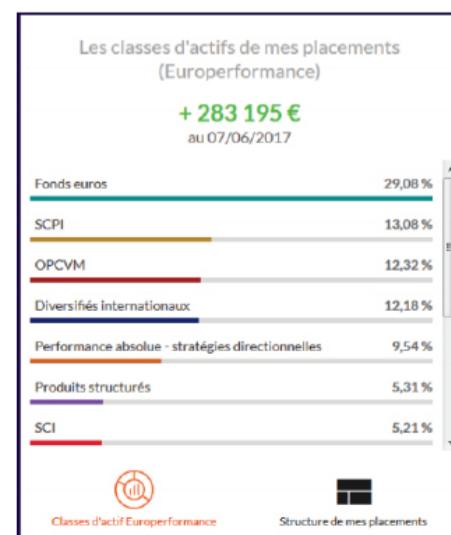 Les classes d'actifs de mes placements
(Europerformance)
+ 283 195 €
au 07/06/2017
Fonds euros 29,08 %
SCPI 13,08 %
OPCVM 12,32 %
Diversifiés internationaux 12,18 %
Performance absolue - stratégies directionnelles 9,54 %
Produits structurés 5,31 %
SCI 5,21 %
Classes d'actif Europerformance Structure de mes placements